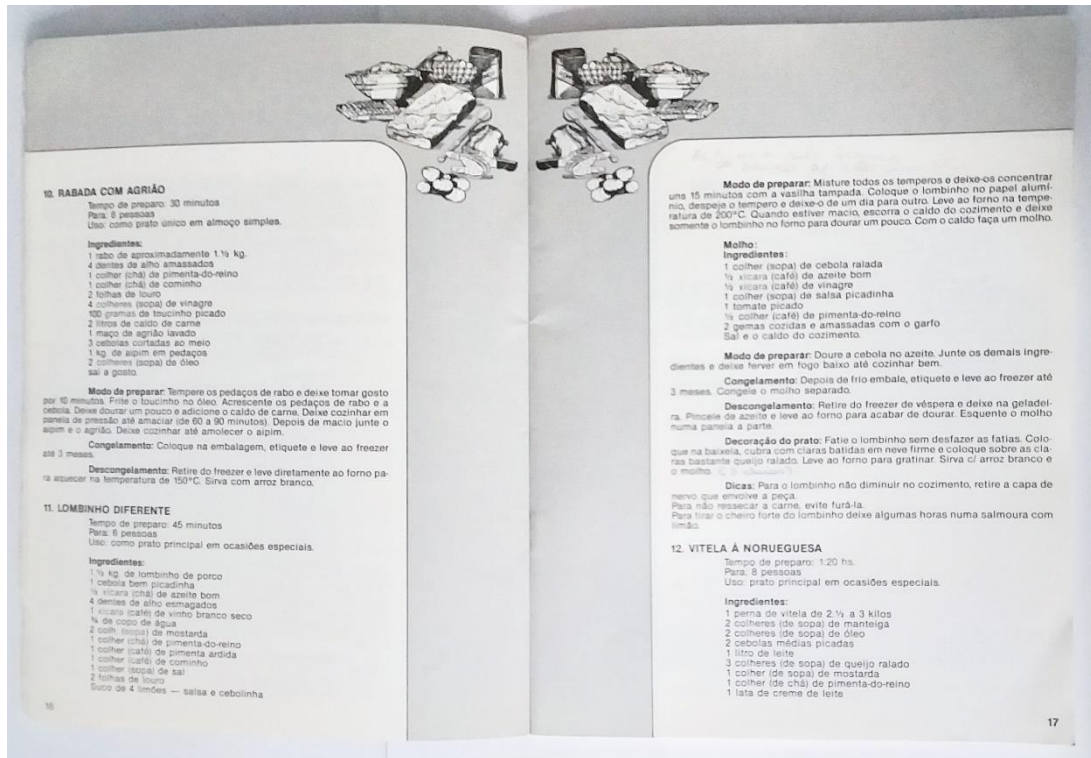 10. RABADA COM AGRIÃO
Tempo de preparo: 30 minutos
Para: 8 pessoas
Uso: como prato único em almoço simples.
Ingredientes:
1 rabo de aproximadamente 1.½ kg.
4 dentes de alho amassados
1 colher (chá) de pimenta-do-reino
1 colher (chá) de cominho
2 folhas de louro
4 colheres (sopa) de vinagre
100 gramas de toucinho picado
2 litros de caldo de carne
1 maço de agrião lavado
3 cebolas cortadas ao meio
1 kg. de aipim em pedaços
2 colheres (sopa) de óleo
sal a gosto.
Modo de preparar: Tempere os pedaços de rabo e deixe tomar gosto
por 10 minutos. Frite o toucinho no óleo. Acrescente os pedaços de rabo e a
cebola. Deixe dourar um pouco e adicione o caldo de carne. Deixe cozinhar em
panela de pressão até amaciar (de 60 a 90 minutos). Depois de macio junte o
aipim e o agrião. Deixe cozinhar até amolecer o aipim.
Congelamento: Coloque na embalagem, etiquete e leve ao freezer
até 3 meses.
Descongelamento: Retire do freezer e leve diretamente ao forno pa-
ra aquecer na temperatura de 150°C. Sirva com arroz branco.
11. LOMBINHO DIFERENTE
Tempo de preparo: 45 minutos
Para: 6 pessoas
Uso: como prato principal em ocasiões especiais.
Ingredientes:
1.½ kg. de lombinho de porco
1 cebola bem picadinha
½ xícara (chá) de azeite bom
4 dentes de alho esmagados
1 xícara (café) de vinho branco seco
¾ de copo de água
2 colh. (sopa) de mostarda
1 colher (chá) de pimenta-do-reino
1 colher (café) de pimenta ardida
1 colher (café) de cominho
1 colher (sopa) de sal
2 folhas de louro
Suco de 4 limões — salsa e cebolinha
16
Modo de preparar: Misture todos os temperos e deixe-os concentrar
uns 15 minutos com a vasilha tampada. Coloque o lombinho no papel alumí-
nio, despeje o tempero e deixe-o de um dia para outro. Leve ao forno na tempe-
ratura de 200°C. Quando estiver macio, escorra o caldo do cozimento e deixe
somente o lombinho no forno para dourar um pouco. Com o caldo faça um molho.
Molho:
Ingredientes:
1 colher (sopa) de cebola ralada
½ xícara (café) de azeite bom
½ xícara (café) de vinagre
1 colher (sopa) de salsa picadinha
1 tomate picado
½ colher (café) de pimenta-do-reino
2 gemas cozidas e amassadas com o garfo
Sal e o caldo do cozimento.
Modo de preparar: Doure a cebola no azeite. Junte os demais ingre-
dientes e deixe ferver em fogo baixo até cozinhar bem.
Congelamento: Depois de frio embale, etiquete e leve ao freezer até
3 meses. Congele o molho separado.
Descongelamento: Retire do freezer de véspera e deixe na geladei-
ra. Pincele de azeite e leve ao forno para acabar de dourar. Esquente o molho
numa panela a parte.
Decoração do prato: Fatie o lombinho sem desfazer as fatias. Colo-
que na baixela, cubra com claras batidas em neve firme e coloque sobre as cla-
ras bastante queijo ralado. Leve ao forno para gratinar. Sirva c/ arroz branco e
o molho.
Dicas: Para o lombinho não diminuir no cozimento, retire a capa de
nervo que envolve a peça.
Para não ressecar a carne, evite furá-la.
Para tirar o cheiro forte do lombinho deixe algumas horas numa salmoura com
limão.
12. VITELA À NORUEGUESA
Tempo de preparo: 1:20 hs.
Para: 8 pessoas
Uso: prato principal em ocasiões especiais.
Ingredientes:
1 perna de vitela de 2.½ a 3 kilos
2 colheres (de sopa) de manteiga
2 colheres (de sopa) de óleo
2 cebolas médias picadas
1 litro de leite
3 colheres (de sopa) de queijo ralado
1 colher (de sopa) de mostarda
1 colher (de chá) de pimenta-do-reino
1 lata de creme de leite
17